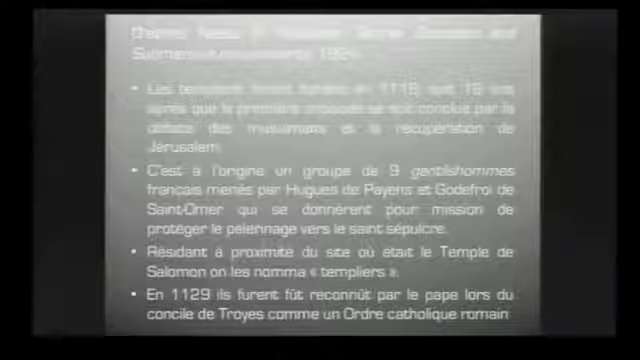 D'après
1994
• Les templiers furent fondés en 1119, soit 19 ans
après que la première croisade se soit conclue par la
défaite des musulmans et la récupération de
Jérusalem.
• C'est à l'origine un groupe de 9 gentilshommes
français menés par Hugues de Payens et Godefroi de
Saint-Omer qui se donnèrent pour mission de
protéger le pèlerinage vers le saint sépulcre.
• Résidant à proximité du site où était le Temple de
Salomon on les nomma « templiers ».
• En 1129 ils furent fût reconnût par le pape lors du
concile de Troyes comme un Ordre catholique romain